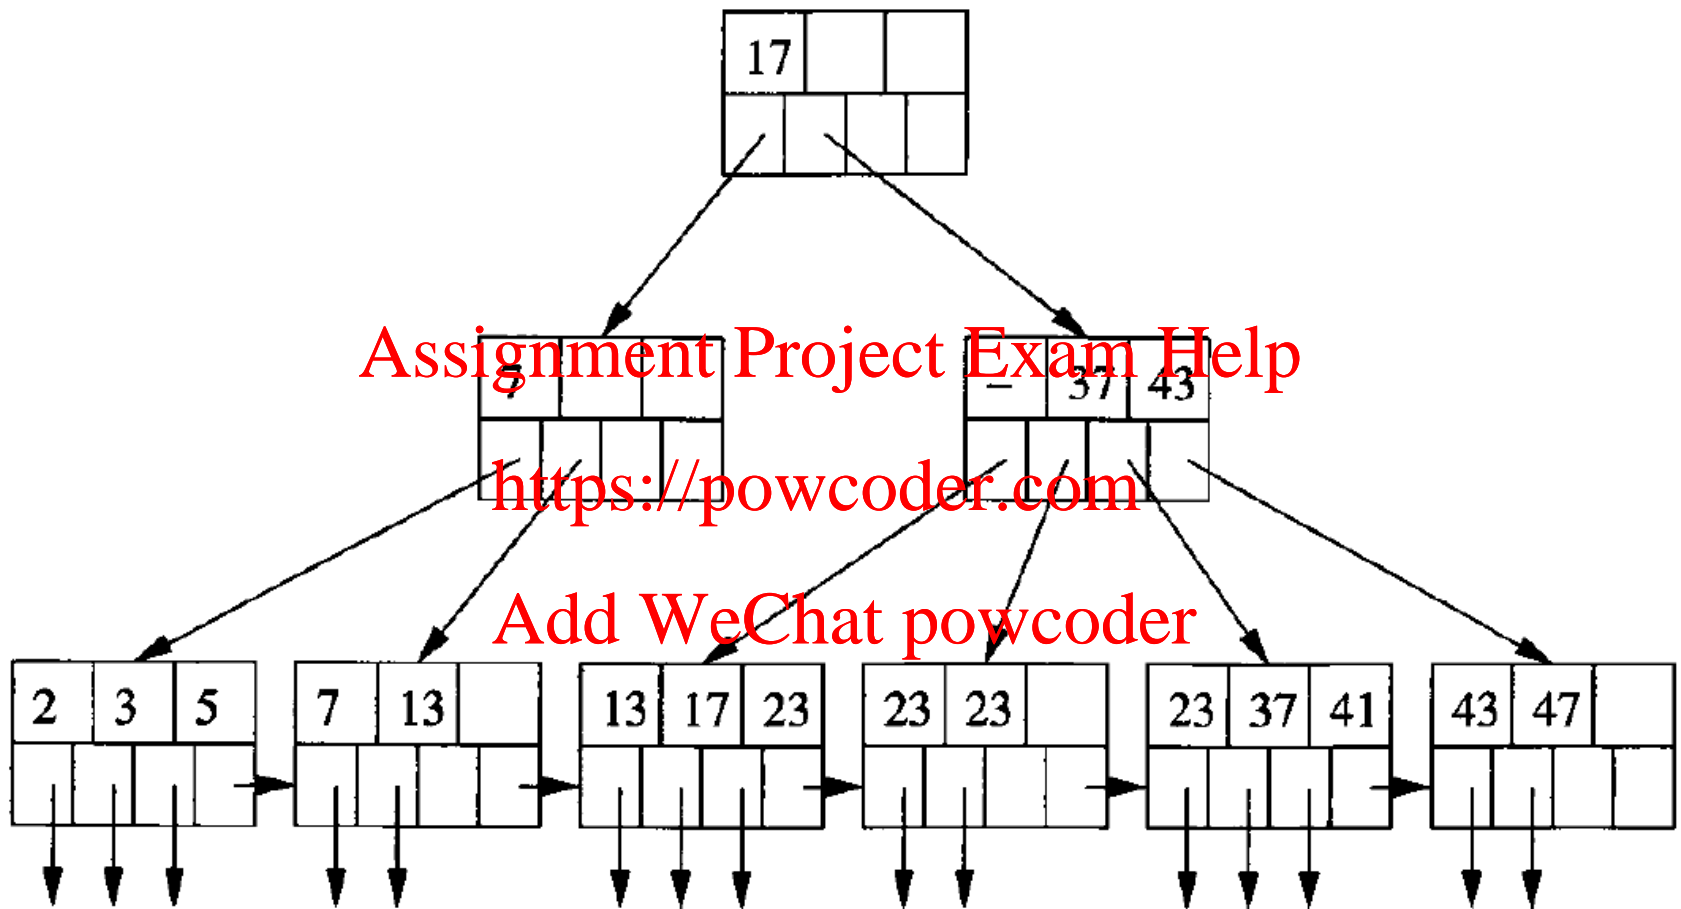 17
Assignment Project Exam Help
7 – 37 43
https://powcoder.com
Add WeChat powcoder
2 3 5 7 13 13 17 23 23 23 23 37 41 43 47